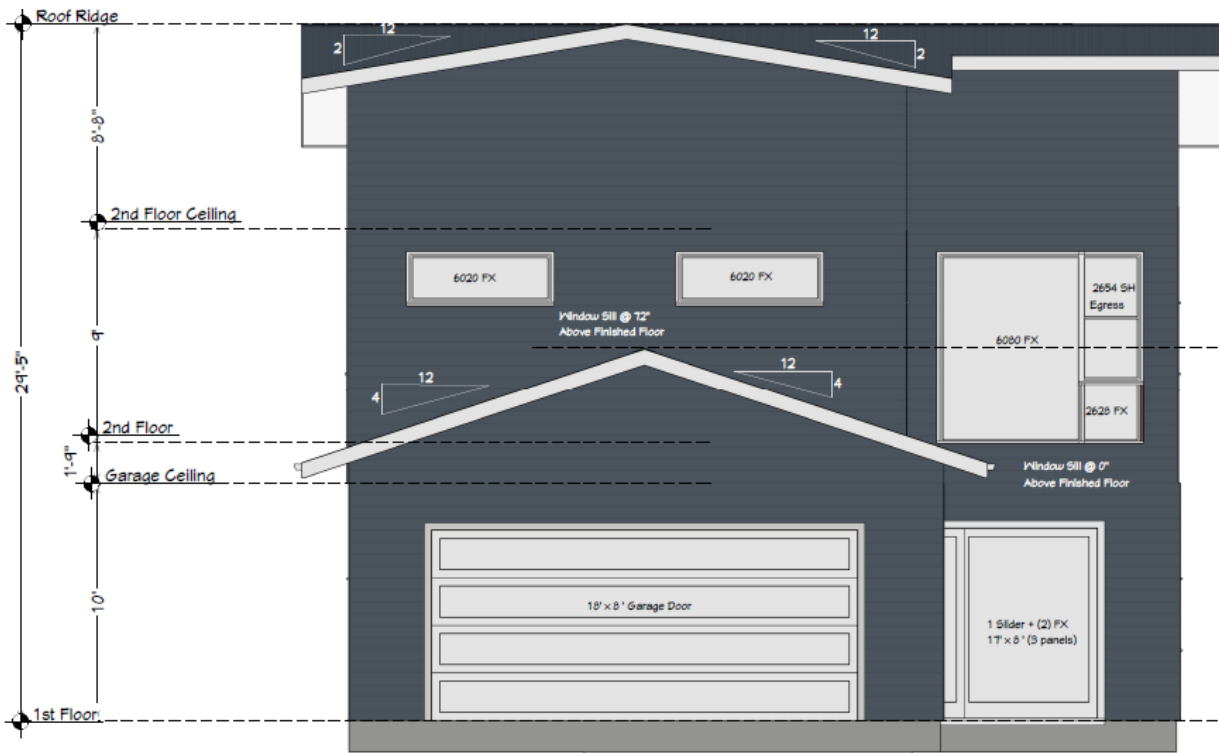 Roof Ridge
12
2
12
2
8'-8"
2nd Floor Ceiling
6020 FX
6020 FX
2654 SH
Egress
Window Sill @ 72"
Above Finished Floor
6080 FX
9'
29'-5"
12
4
12
4
2628 FX
2nd Floor
1'-9"
Garage Ceiling
Window Sill @ 0"
Above Finished Floor
10'
18' x 8' Garage Door
1 Slider + (2) FX
17' x 8' (3 panels)
1st Floor